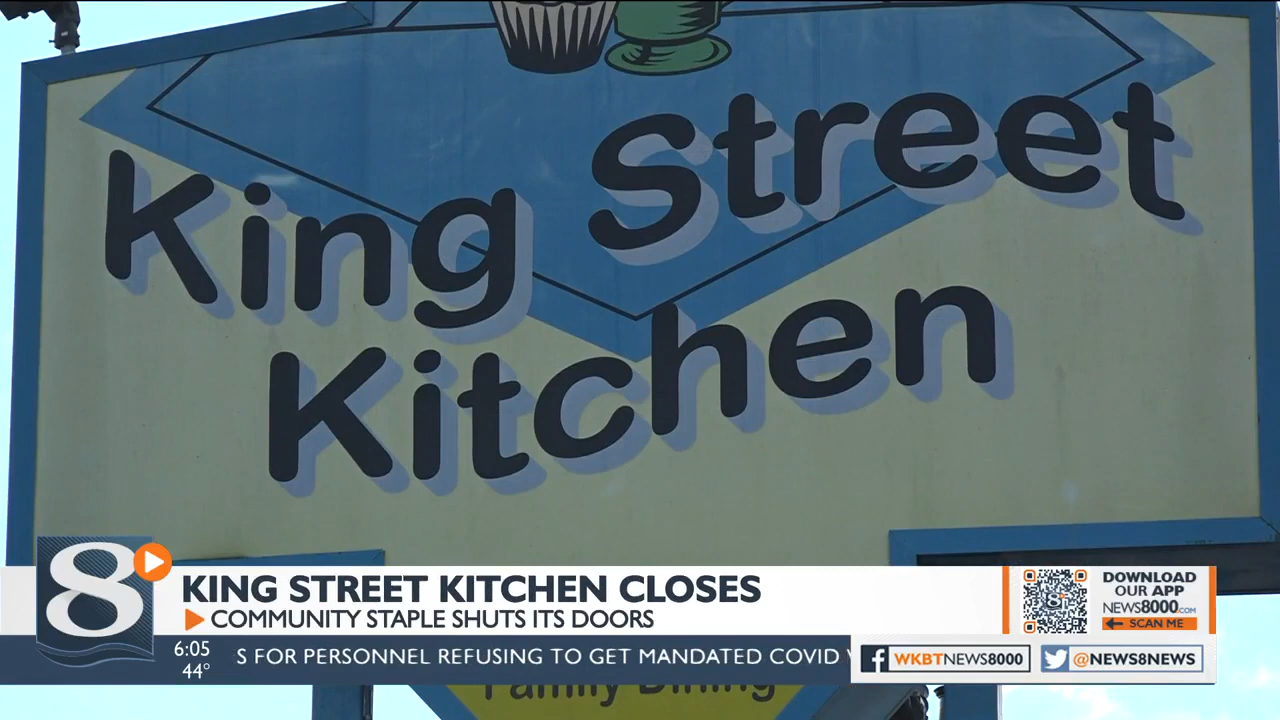 King Street
Kitchen
8
KING STREET KITCHEN CLOSES
COMMUNITY STAPLE SHUTS ITS DOORS
DOWNLOAD
OUR APP
NEWS8000.COM
SCAN ME
6:05
44°
S FOR PERSONNEL REFUSING TO GET MANDATED COVID
WKBTNEWS8000
@NEWS8NEWS
Family Dining